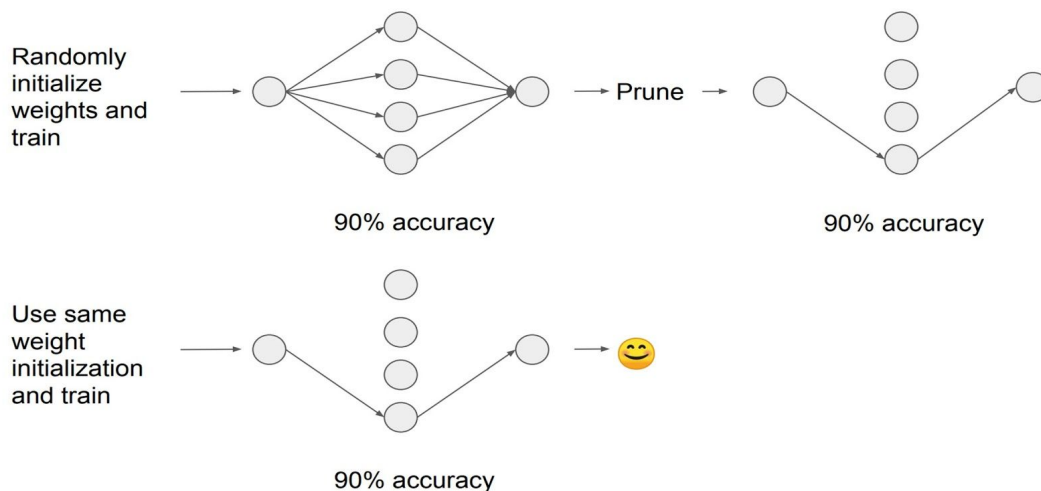 Randomly
initialize
weights and
train
Prune
90% accuracy
90% accuracy
Use same
weight
initialization
and train
90% accuracy